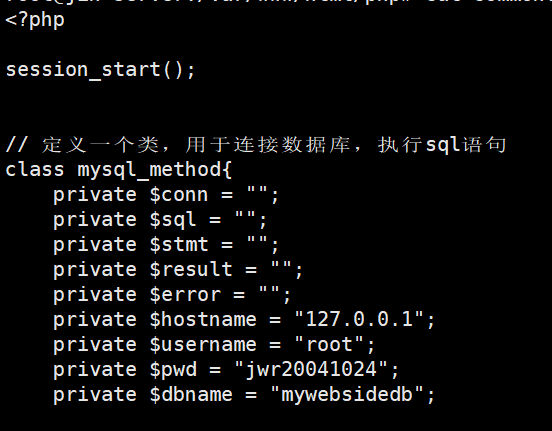 <?php
session_start();
// 定义一个类，用于连接数据库，执行sql语句
class mysql_method{
    private $conn = "";
    private $sql = "";
    private $stmt = "";
    private $result = "";
    private $error = "";
    private $hostname = "127.0.0.1";
    private $username = "root";
    private $pwd = "jwr20041024";
    private $dbname = "mywebsidedb";